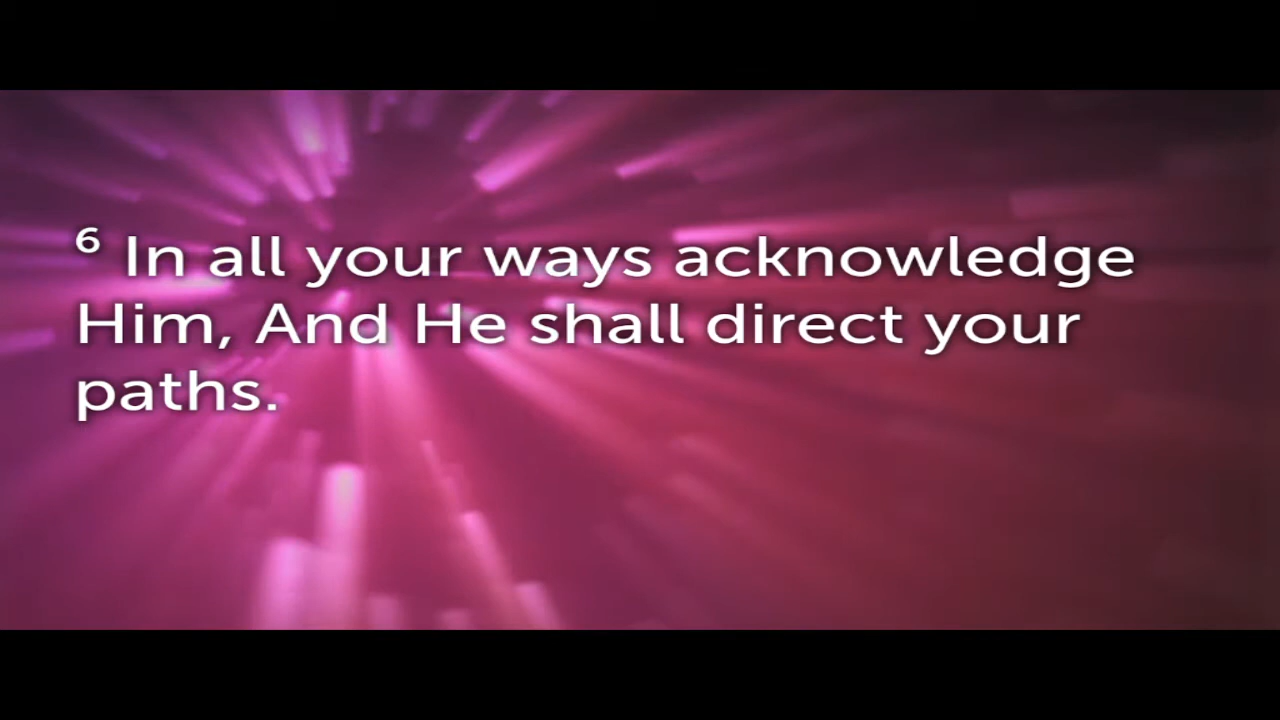 ⁶ In all your ways acknowledge
Him, And He shall direct your
paths.